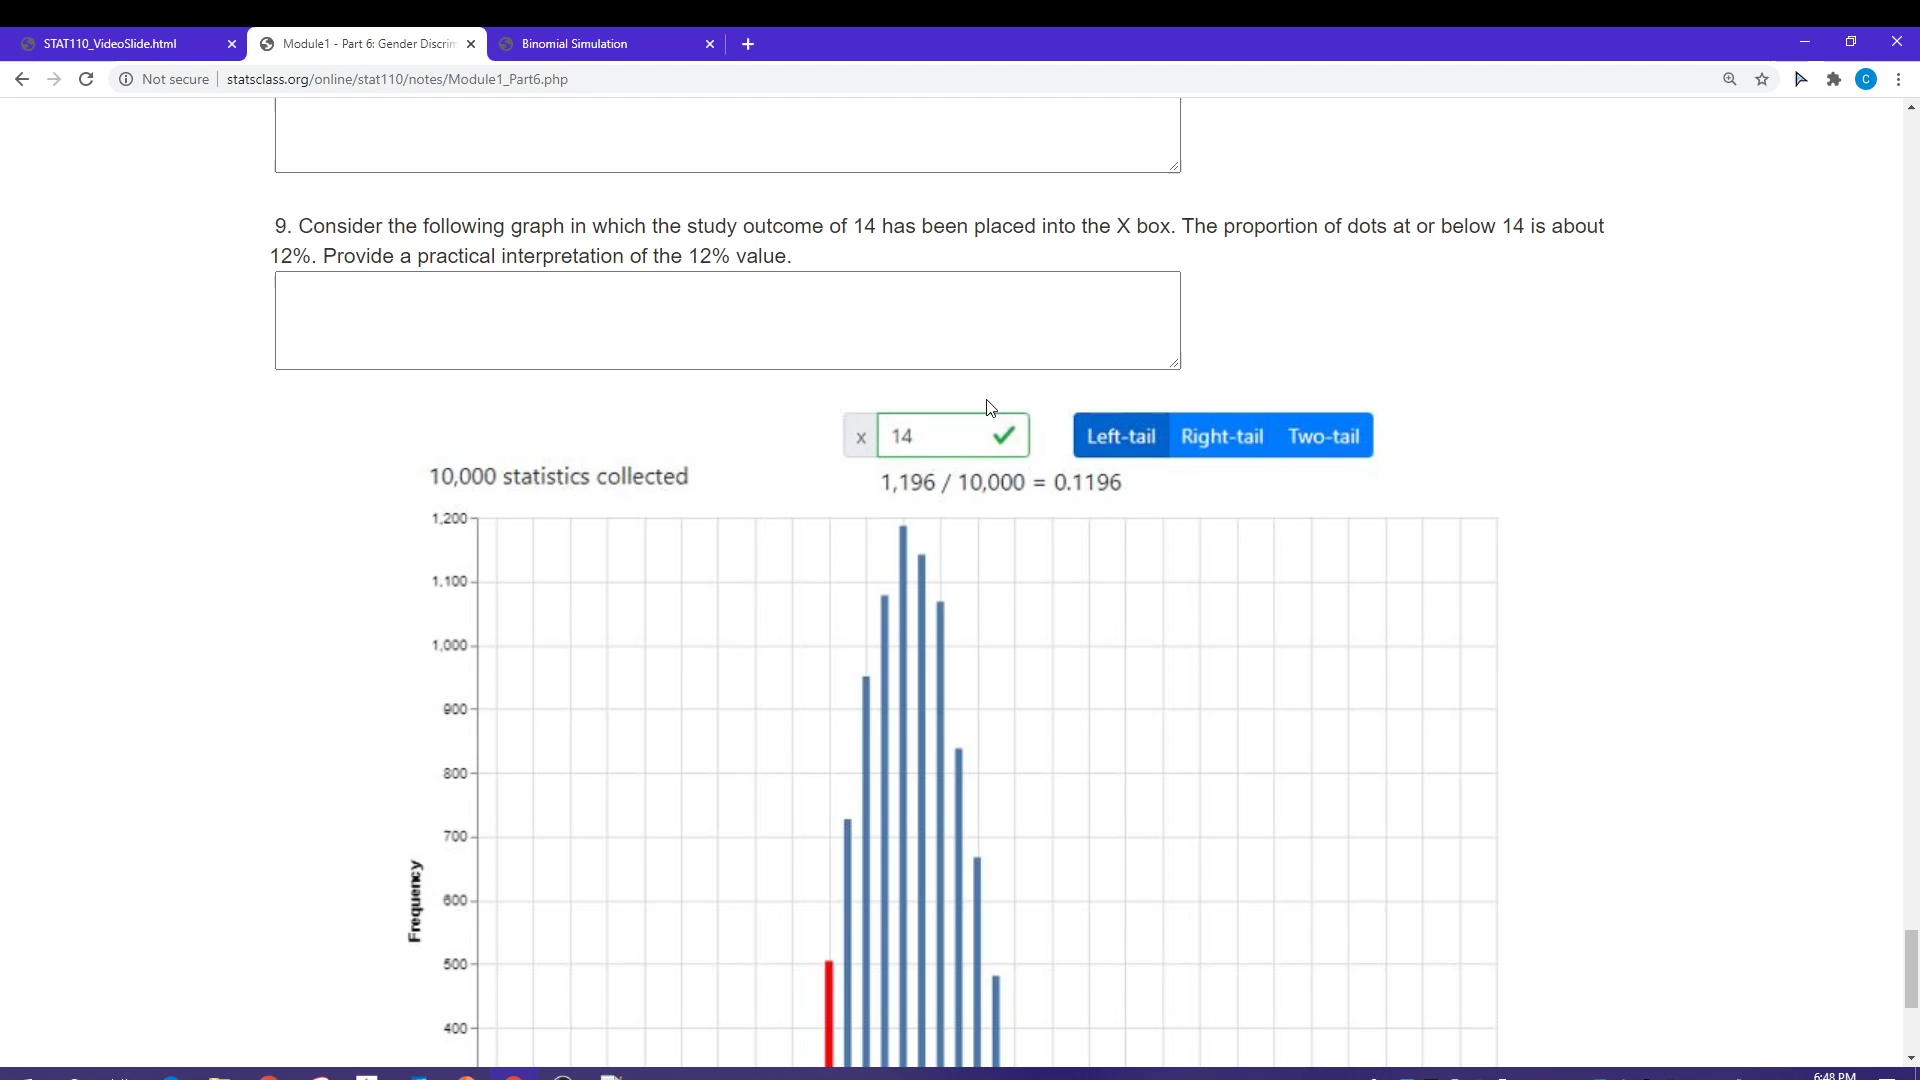 STAT110_VideoSlide.html
Module1 - Part 6: Gender Discrim
Binomial Simulation
Not secure
statsclass.org/online/stat110/notes/Module1_Part6.php
C
9. Consider the following graph in which the study outcome of 14 has been placed into the X box. The proportion of dots at or below 14 is about
12%. Provide a practical interpretation of the 12% value.
x 14
Left-tail Right-tail Two-tail
10,000 statistics collected
1,196 / 10,000 = 0.1196
1,200
1,100
1,000
900
800
700
600
500
400
Frequency
6:48 PM